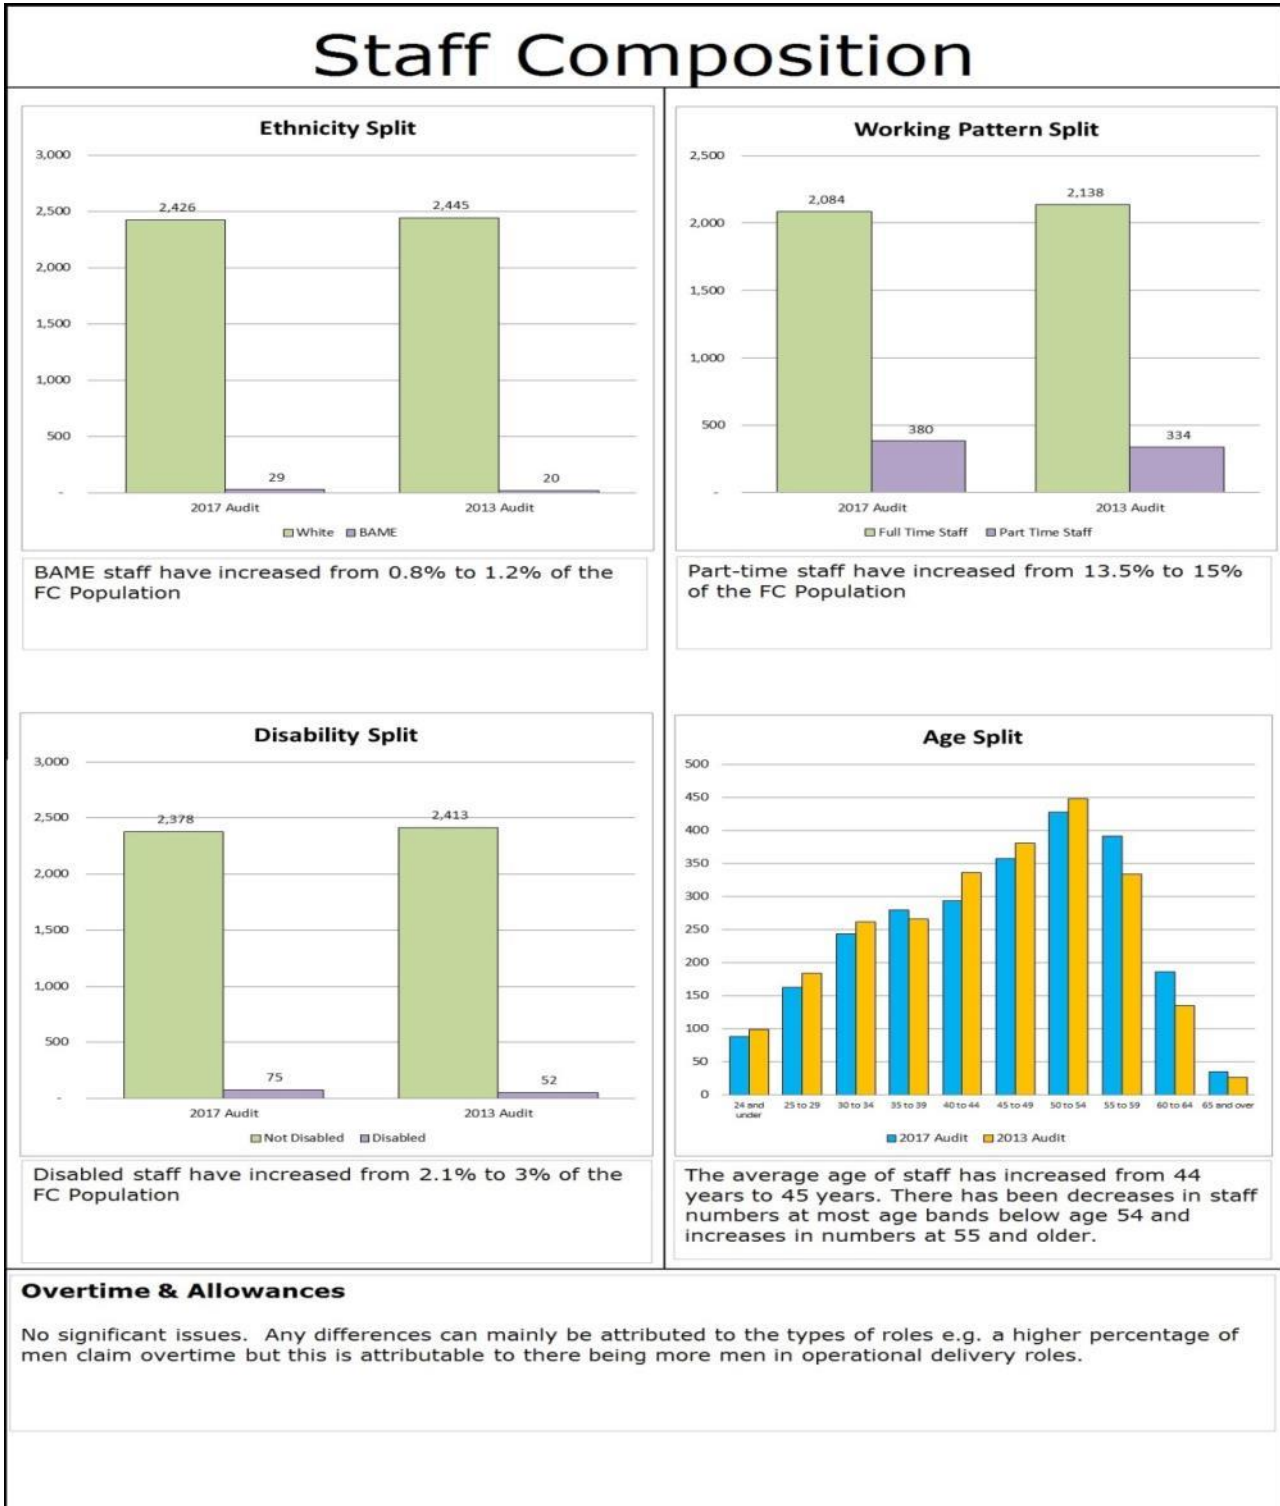 Staff Composition
Ethnicity Split
3,000
2,500
2,000
1,500
1,000
500
-
2,426
29
2,445
20
2017 Audit
2013 Audit
White BAME
BAME staff have increased from 0.8% to 1.2% of the
FC Population
Working Pattern Split
2,500
2,000
1,500
1,000
500
-
2,084
380
2,138
334
2017 Audit
2013 Audit
Full Time Staff Part Time Staff
Part-time staff have increased from 13.5% to 15%
of the FC Population
Disability Split
3,000
2,500
2,000
1,500
1,000
500
-
2,378
75
2,413
52
2017 Audit
2013 Audit
Not Disabled Disabled
Disabled staff have increased from 2.1% to 3% of the
FC Population
Age Split
500
450
400
350
300
250
200
150
100
50
0
24 and
under
25 to 29
30 to 34
35 to 39
40 to 44
45 to 49
50 to 54
55 to 59
60 to 64
65 and over
2017 Audit 2013 Audit
The average age of staff has increased from 44
years to 45 years. There has been decreases in staff
numbers at most age bands below age 54 and
increases in numbers at 55 and older.
Overtime & Allowances
No significant issues. Any differences can mainly be attributed to the types of roles e.g. a higher percentage of
men claim overtime but this is attributable to there being more men in operational delivery roles.